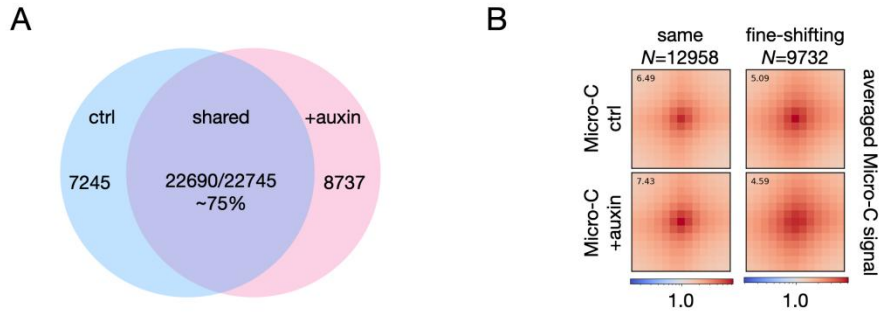 A
ctrl
shared
+auxin
7245
22690/22745
8737
~75%
B
same
fine-shifting
N=12958
N=9732
Micro-C
ctrl
6.49
5.09
Micro-C
+auxin
7.43
4.59
averaged Micro-C signal
1.0
1.0